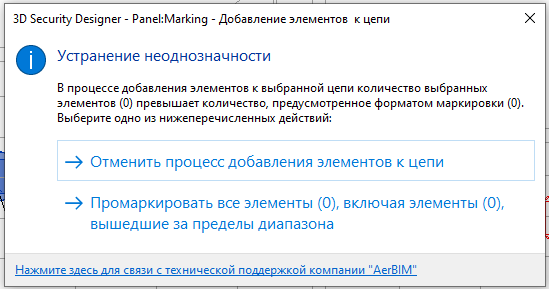 3D Security Designer - Panel:Marking - Добавление элементов к цепи
Устранение неоднозначности
В процессе добавления элементов к выбранной цепи количество выбранных
элементов (0) превышает количество, предусмотренное форматом маркировки (0).
Выберите одно из нижеперечисленных действий:
Отменить процесс добавления элементов к цепи
Промаркировать все элементы (0), включая элементы (0),
вышедшие за пределы диапазона
Нажмите здесь для связи с технической поддержкой компании "AerBIM"